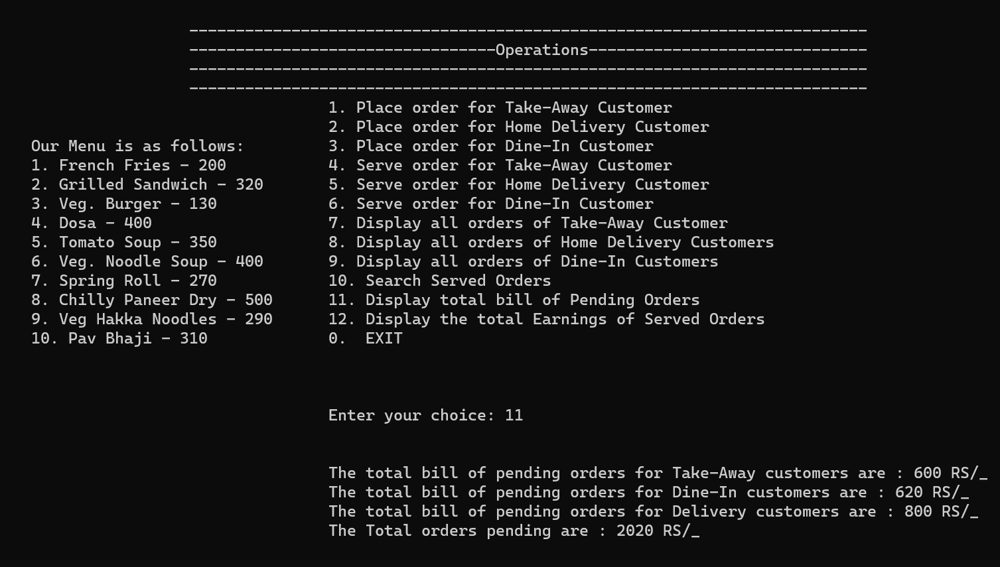 -------------------------------------------------------------------------
---------------------------------Operations------------------------------
-------------------------------------------------------------------------
-------------------------------------------------------------------------
1. Place order for Take-Away Customer
2. Place order for Home Delivery Customer
Our Menu is as follows: 3. Place order for Dine-In Customer
1. French Fries - 200 4. Serve order for Take-Away Customer
2. Grilled Sandwich - 320 5. Serve order for Home Delivery Customer
3. Veg. Burger - 130 6. Serve order for Dine-In Customer
4. Dosa - 400 7. Display all orders of Take-Away Customer
5. Tomato Soup - 350 8. Display all orders of Home Delivery Customers
6. Veg. Noodle Soup - 400 9. Display all orders of Dine-In Customers
7. Spring Roll - 270 10. Search Served Orders
8. Chilly Paneer Dry - 500 11. Display total bill of Pending Orders
9. Veg Hakka Noodles - 290 12. Display the total Earnings of Served Orders
10. Pav Bhaji - 310 0.  EXIT
Enter your choice: 11
The total bill of pending orders for Take-Away customers are : 600 RS/_
The total bill of pending orders for Dine-In customers are : 620 RS/_
The total bill of pending orders for Delivery customers are : 800 RS/_
The Total orders pending are : 2020 RS/_